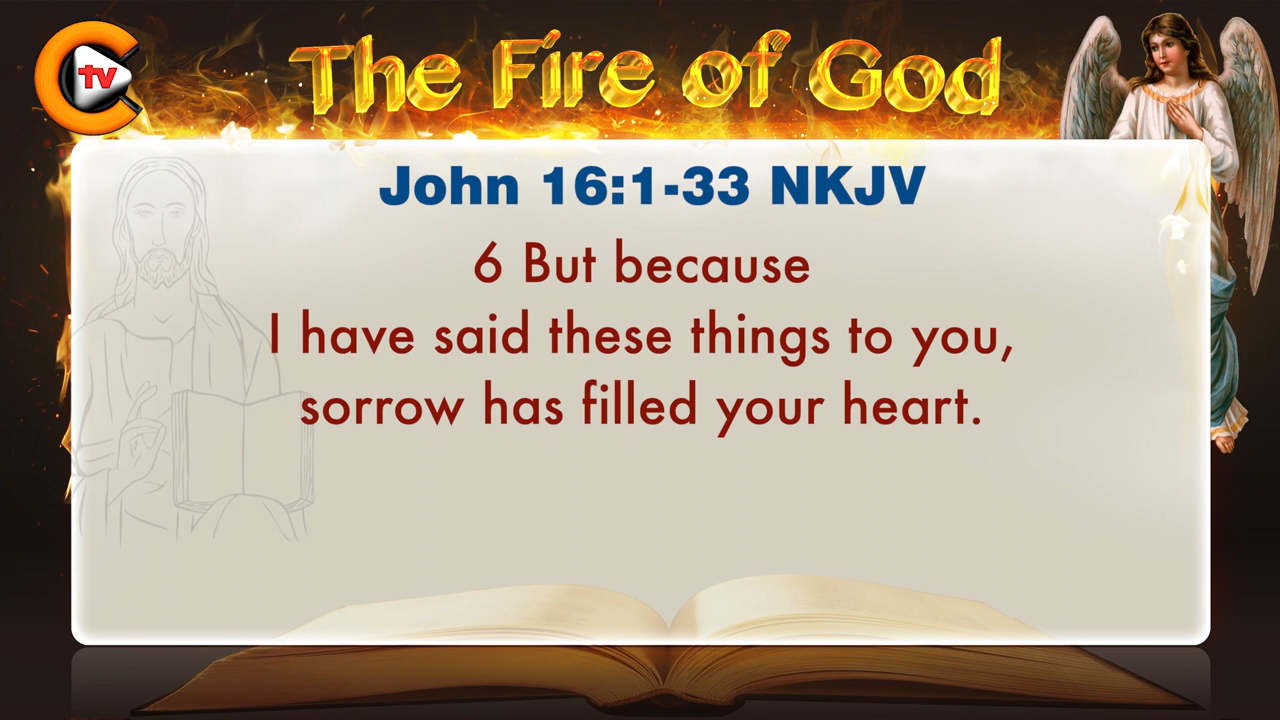 C tv
The Fire of God
John 16:1-33 NKJV
6 But because
I have said these things to you,
sorrow has filled your heart.